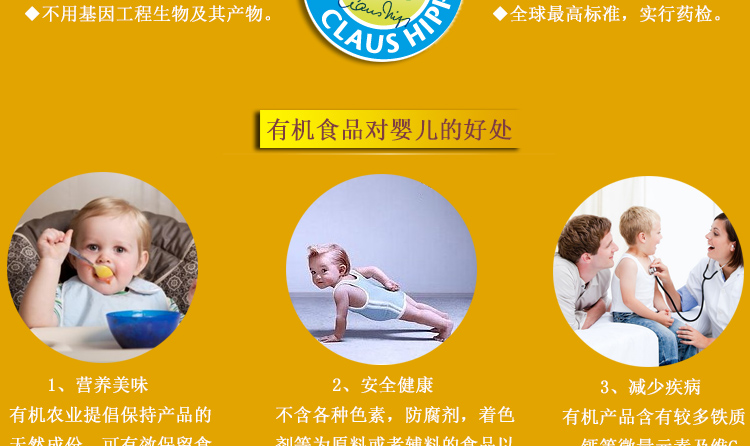 ◆不用基因工程生物及其产物。
Claus Hipp
CLAUS HIPP
◆全球最高标准，实行药检。
有机食品对婴儿的好处
1、营养美味
有机农业提倡保持产品的
天然成份，可有效保留食
2、安全健康
不含各种色素，防腐剂，着色
剂等为原料或者辅料的食品以
3、减少疾病
有机产品含有较多铁质
、钙等微量元素及维C